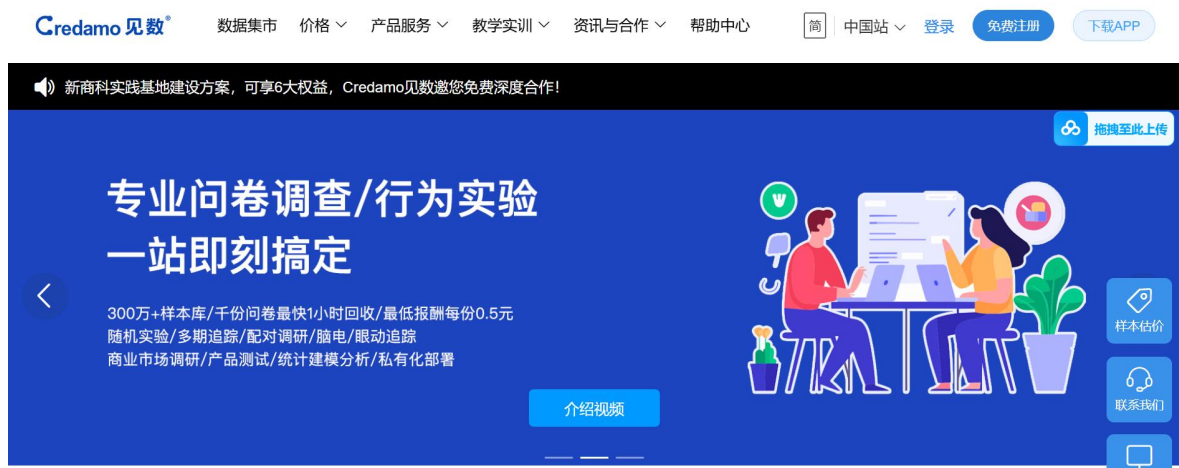 Credamo 见数®
数据集市 价格 产品服务 教学实训 资讯与合作 帮助中心 简 中国站 登录 免费注册 下载APP
新商科实践基地建设方案，可享6大权益，Credamo见数邀您免费深度合作！
拖拽至此上传
专业问卷调查/行为实验
一站即刻搞定
300万+样本库/千份问卷最快1小时回收/最低报酬每份0.5元
随机实验/多期追踪/配对调研/脑电/眼动追踪
商业市场调研/产品测试/统计建模分析/私有化部署
介绍视频
样本估价
联系我们